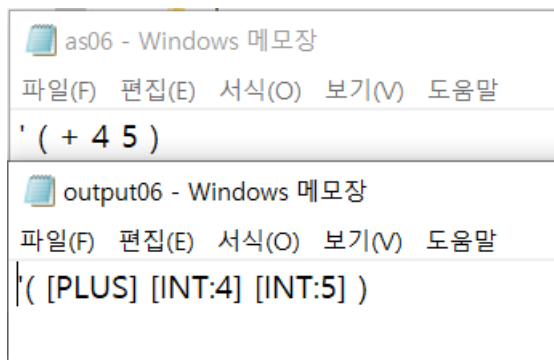 as06 - Windows 메모장
파일(F) 편집(E) 서식(O) 보기(V) 도움말
' ( + 4 5 )
output06 - Windows 메모장
파일(F) 편집(E) 서식(O) 보기(V) 도움말
'( [PLUS] [INT:4] [INT:5] )